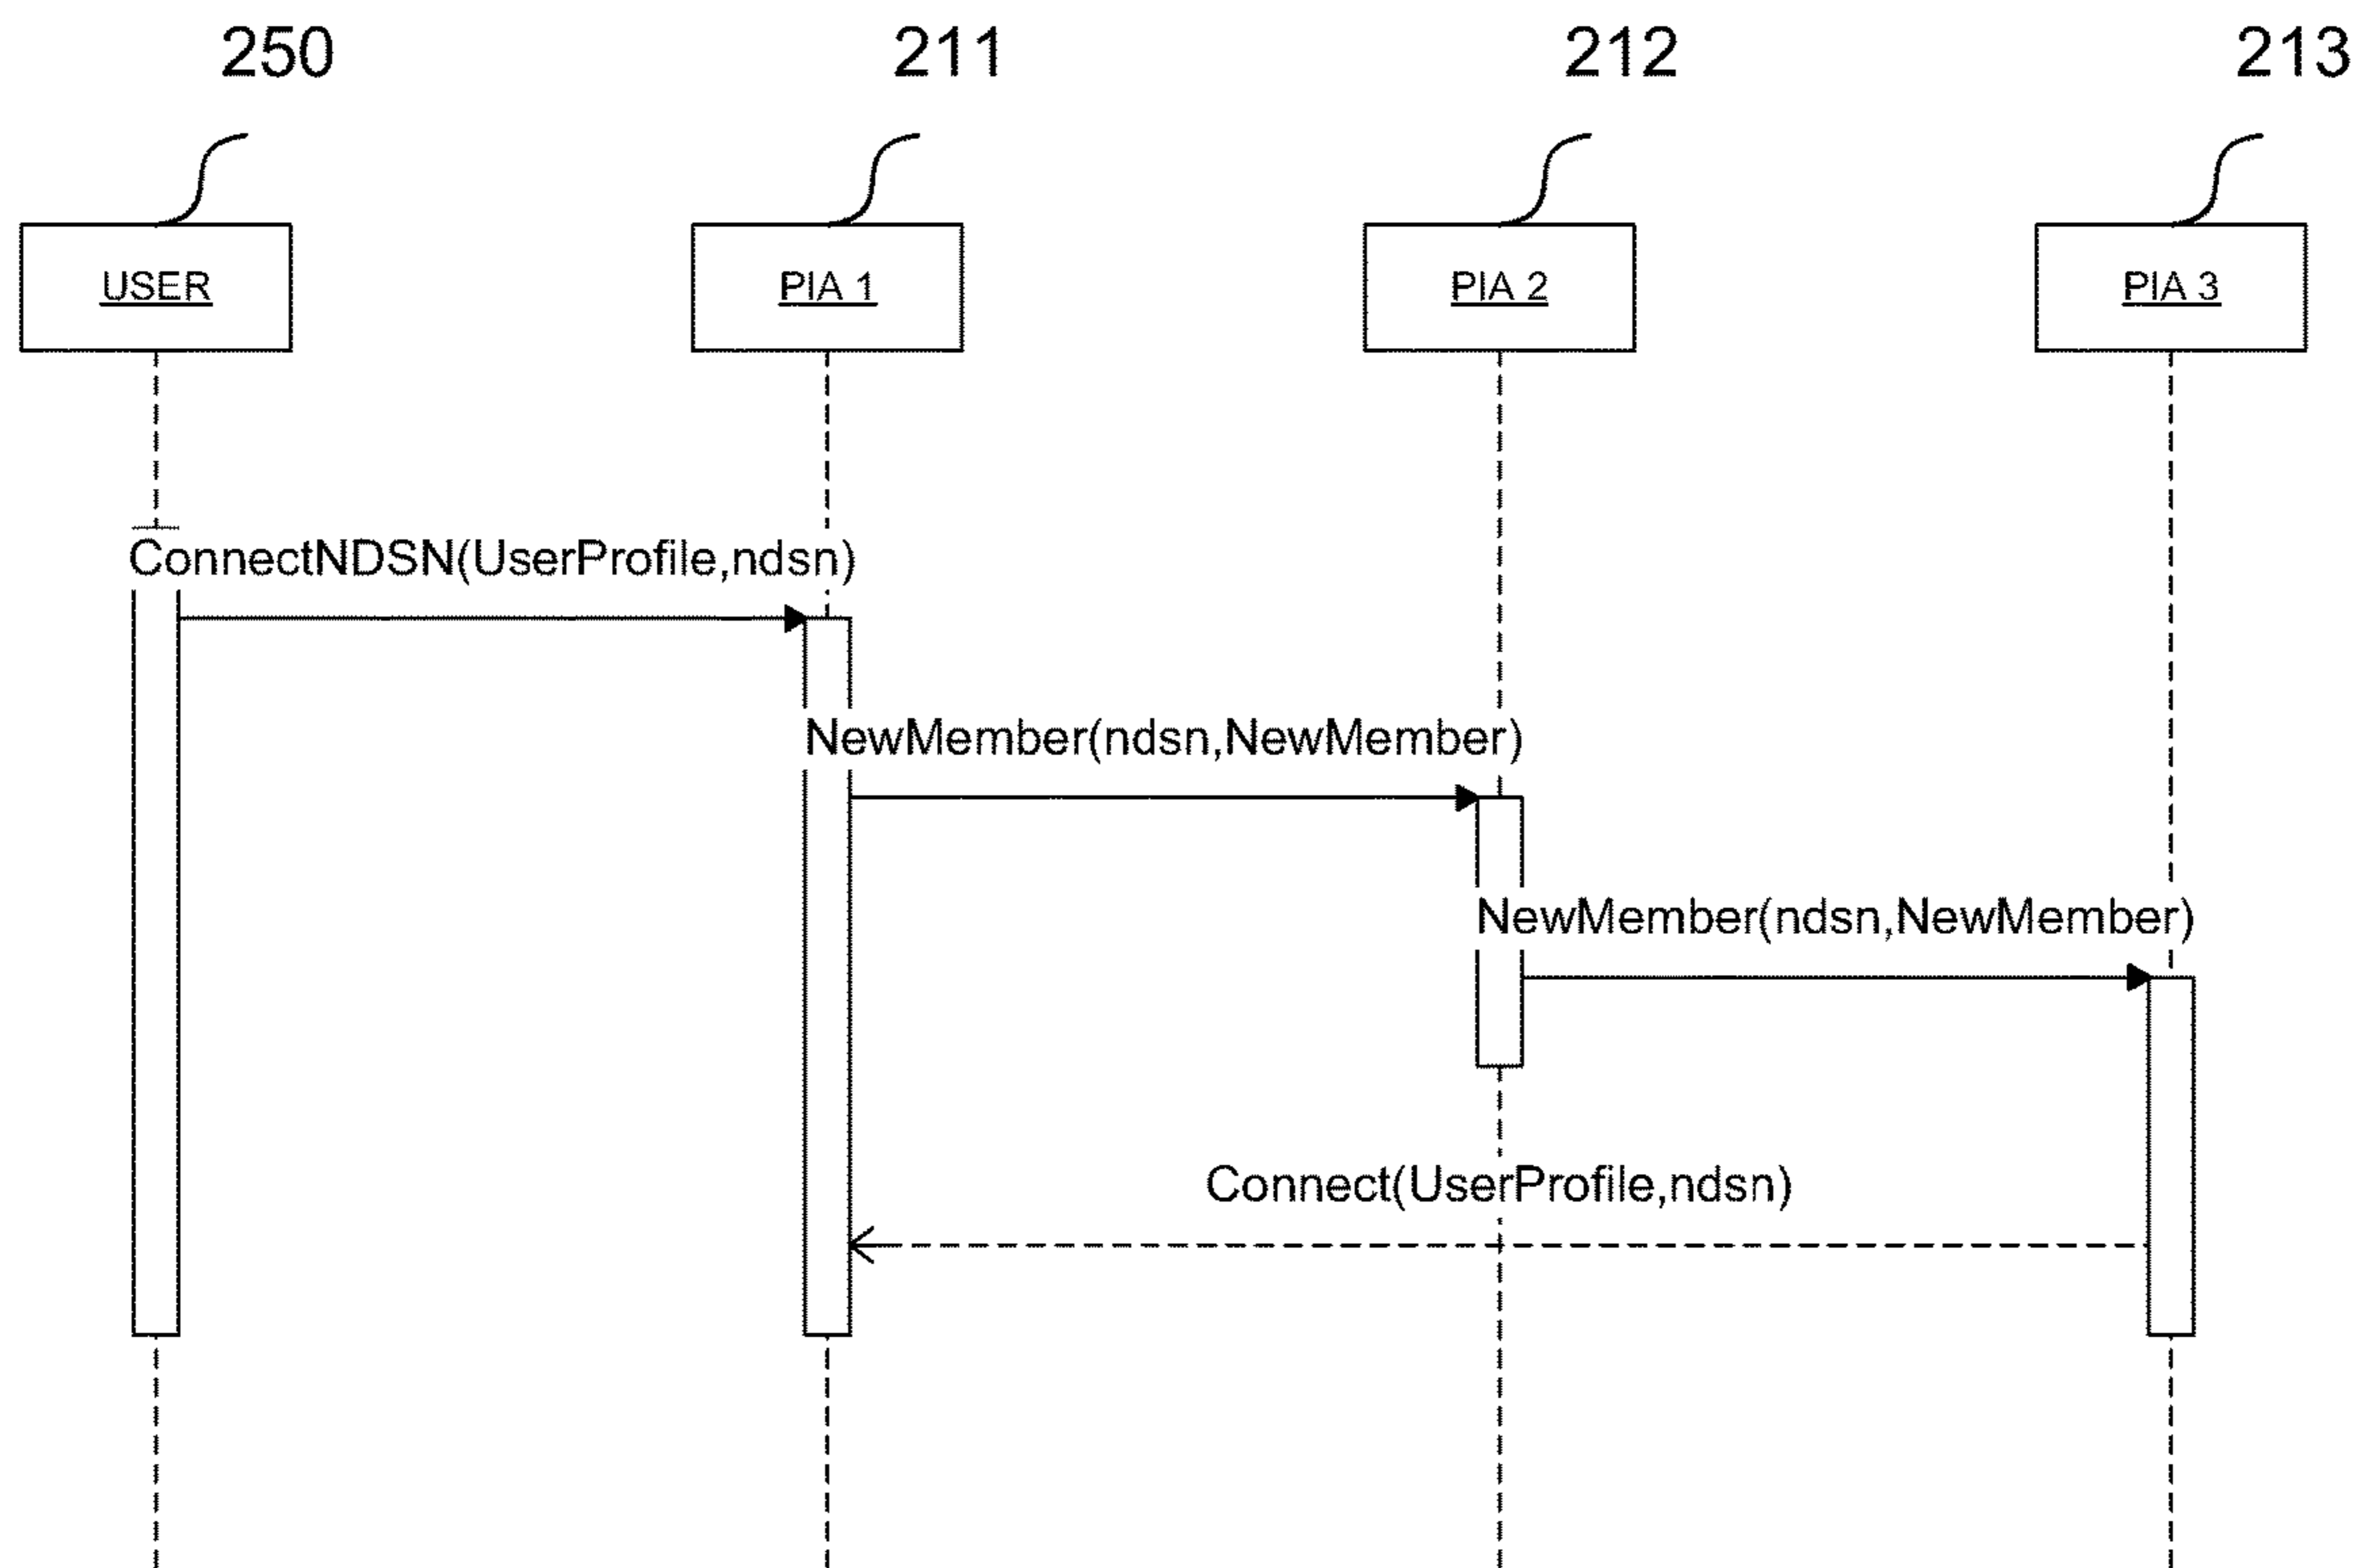 250 211 212 213
USER PIA 1 PIA 2 PIA 3
ConnectNDSN(UserProfile,ndsn)
NewMember(ndsn,NewMember)
NewMember(ndsn,NewMember)
Connect(UserProfile,ndsn)